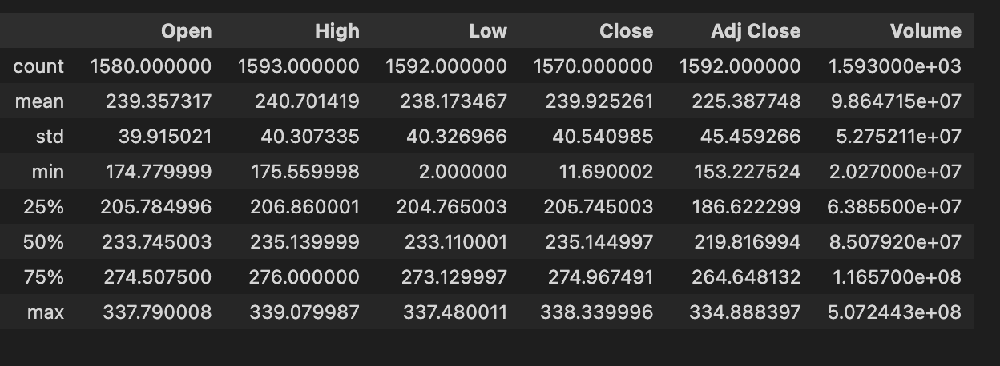 Open High Low Close Adj Close Volume
count 1580.000000 1593.000000 1592.000000 1570.000000 1592.000000 1.593000e+03
mean 239.357317 240.701419 238.173467 239.925261 225.387748 9.864715e+07
std 39.915021 40.307335 40.326966 40.540985 45.459266 5.275211e+07
min 174.779999 175.559998 2.000000 11.690002 153.227524 2.027000e+07
25% 205.784996 206.860001 204.765003 205.745003 186.622299 6.385500e+07
50% 233.745003 235.139999 233.110001 235.144997 219.816994 8.507920e+07
75% 274.507500 276.000000 273.129997 274.967491 264.648132 1.165700e+08
max 337.790008 339.079987 337.480011 338.339996 334.888397 5.072443e+08